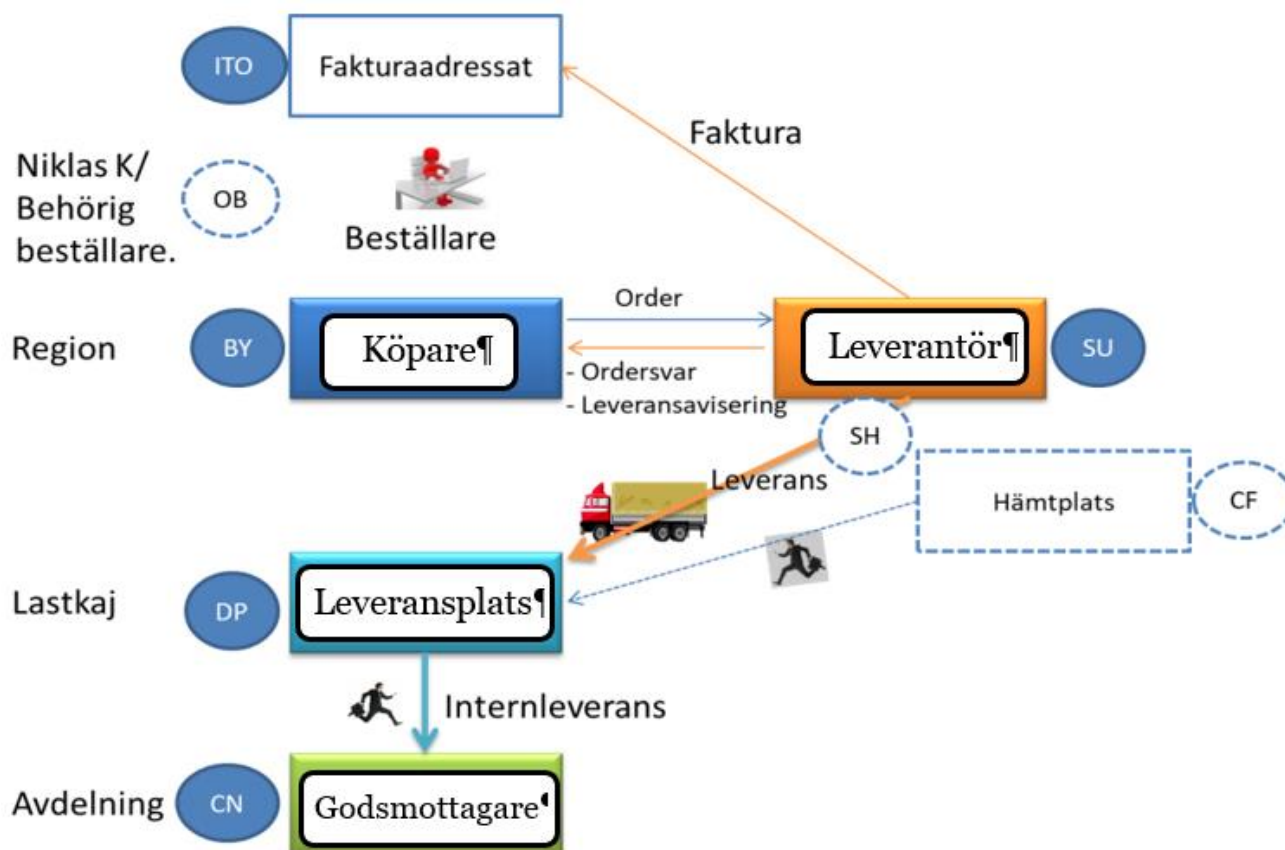 ITO
Fakturaadressat
Faktura
Niklas K/
Behörig
beställare.
OB
Beställare
Region
BY
Köpare¶
Order
- Ordersvar
- Leveransavisering
Leverantör¶
SU
SH
Leverans
Hämtplats
CF
Lastkaj
DP
Leveransplats¶
Internleverans
Avdelning
CN
Godsmottagare¶